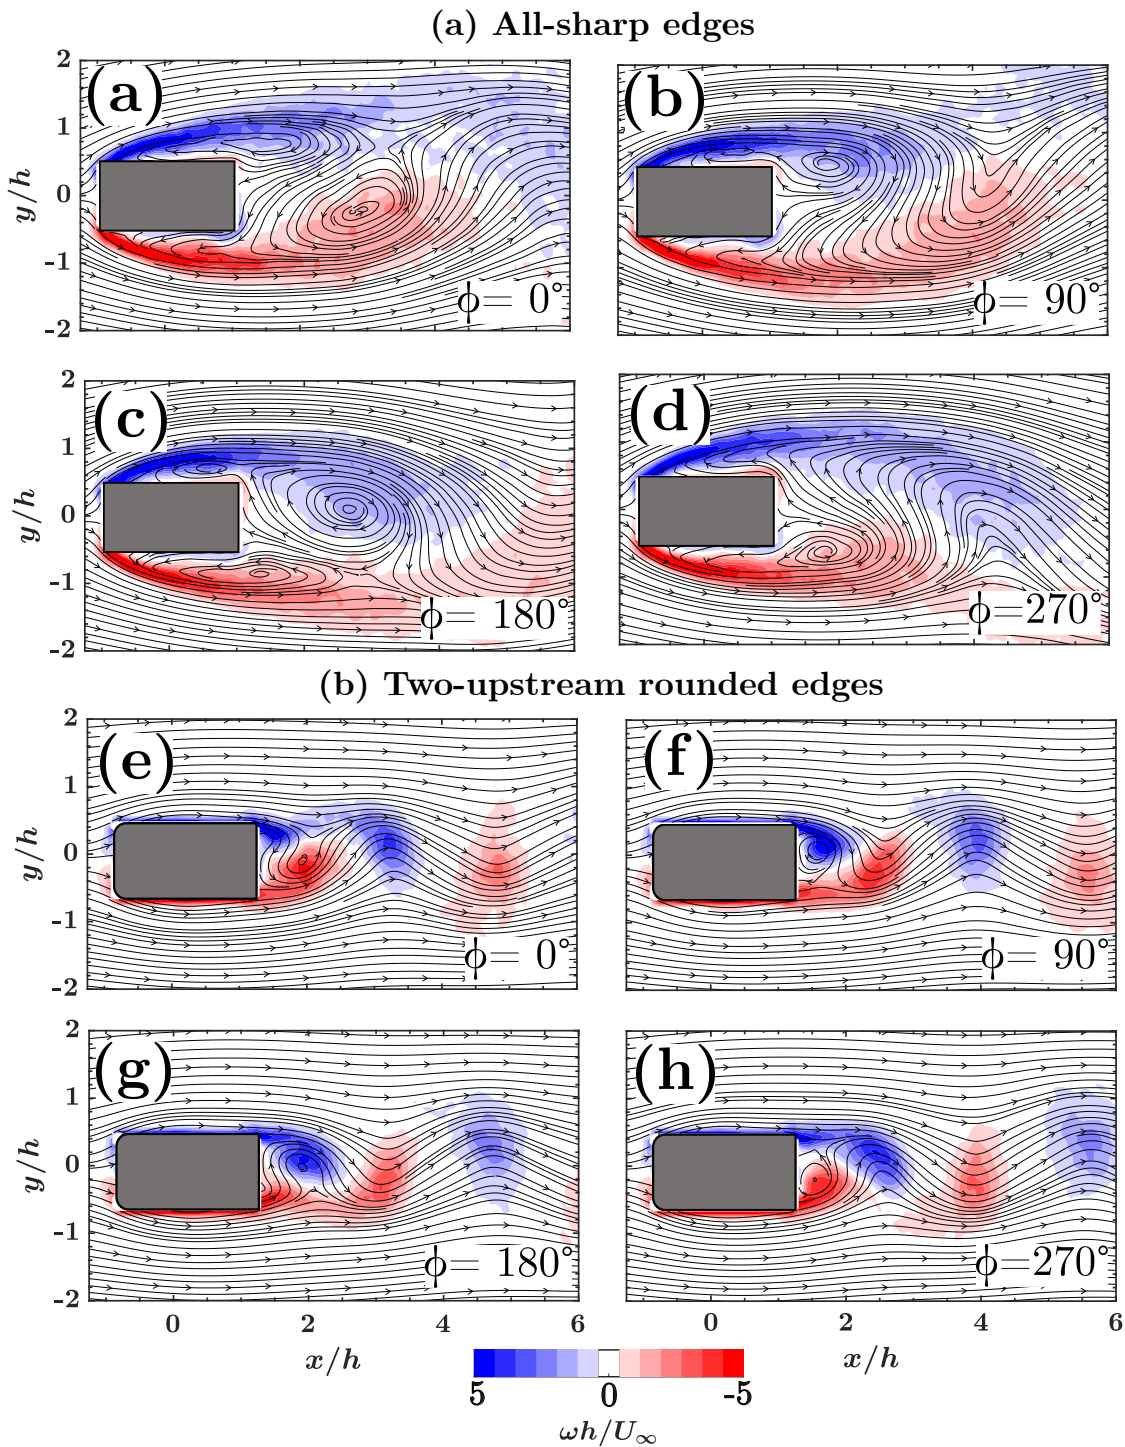 (a) All-sharp edges
(a)
(b)
2
1
0
-1
-2
y/h
ϕ= 0°
ϕ= 90°
(c)
(d)
2
1
0
-1
-2
y/h
ϕ= 180°
ϕ=270°
(b) Two-upstream rounded edges
(e)
(f)
2
1
0
-1
-2
y/h
ϕ= 0°
ϕ= 90°
(g)
(h)
2
1
0
-1
-2
y/h
ϕ= 180°
ϕ=270°
0 2 4 6
0 2 4 6
x/h
x/h
5 0 -5
ωh/U∞